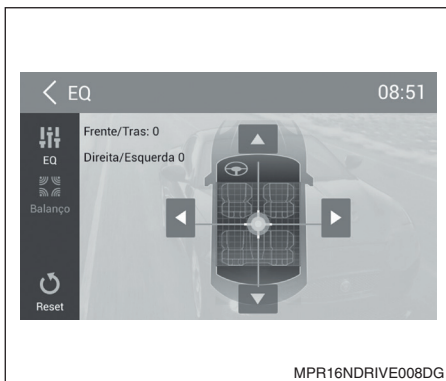 EQ
08:51
Frente/Tras: 0
EQ
Direita/Esquerda 0
Balanço
Reset
MPR16NDRIVE008DG